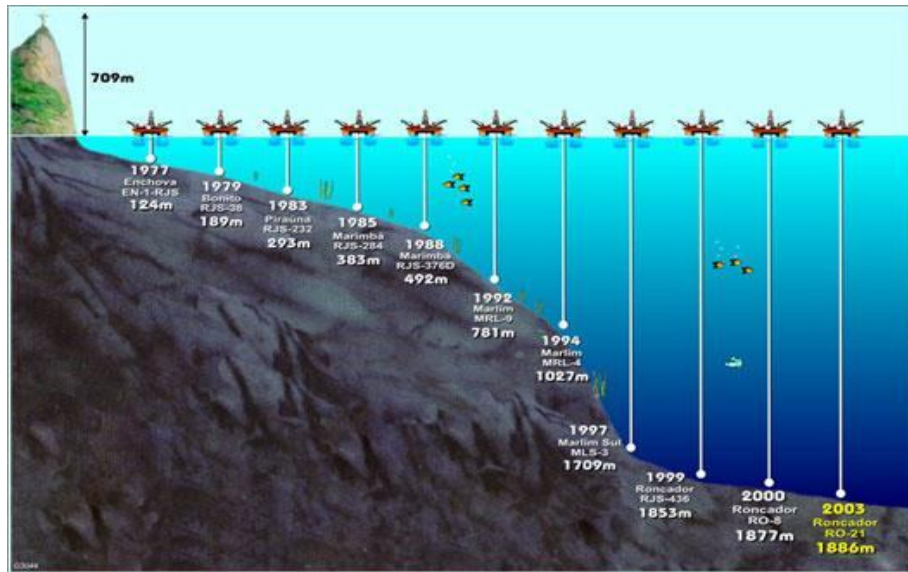 709m
1977
Enchova
EN-1-RJS
124m
1979
Bonito
RJS-38
189m
1983
Piraúna
RJS-232
293m
1985
Marimbá
RJS-284
383m
1988
Marimbá
RJS-376D
492m
1992
Marlim
MRL-9
781m
1994
Marlim
MRL-4
1027m
1997
Marlim Sul
MLS-3
1709m
1999
Roncador
RJS-436
1853m
2000
Roncador
RO-8
1877m
2003
Roncador
RO-21
1886m